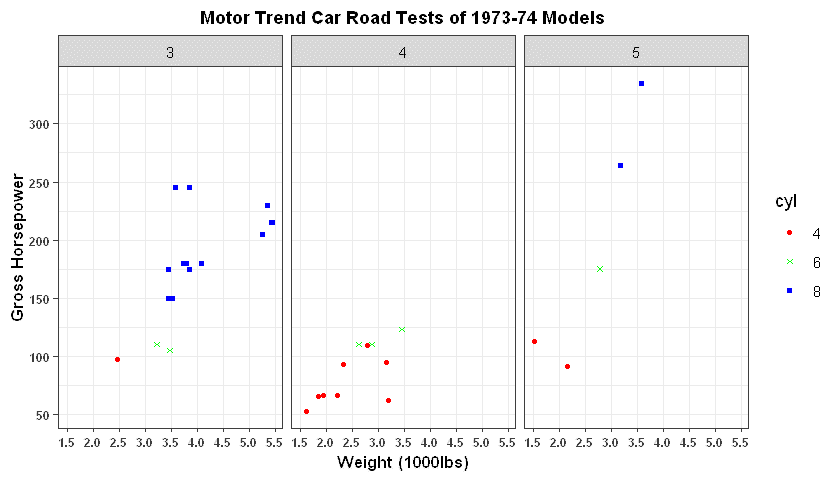 Motor Trend Car Road Tests of 1973-74 Models
3 4 5
Gross Horsepower
300
250
200
150
100
50
1.5 2.0 2.5 3.0 3.5 4.0 4.5 5.0 5.5 1.5 2.0 2.5 3.0 3.5 4.0 4.5 5.0 5.5 1.5 2.0 2.5 3.0 3.5 4.0 4.5 5.0 5.5
Weight (1000lbs)
cyl
4
6
8